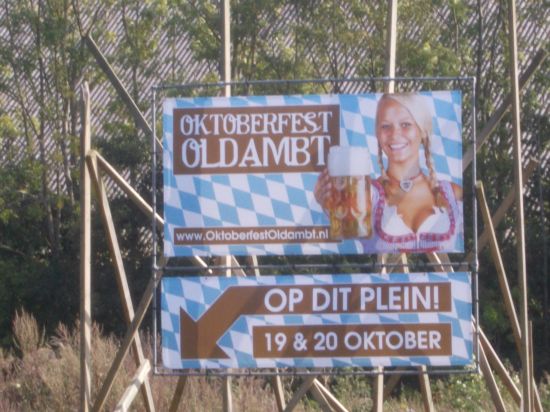 OKTOBERFEST
OLDAMBT
www.OktoberfestOldambt.nl
OP DIT PLEIN!
19 & 20 OKTOBER